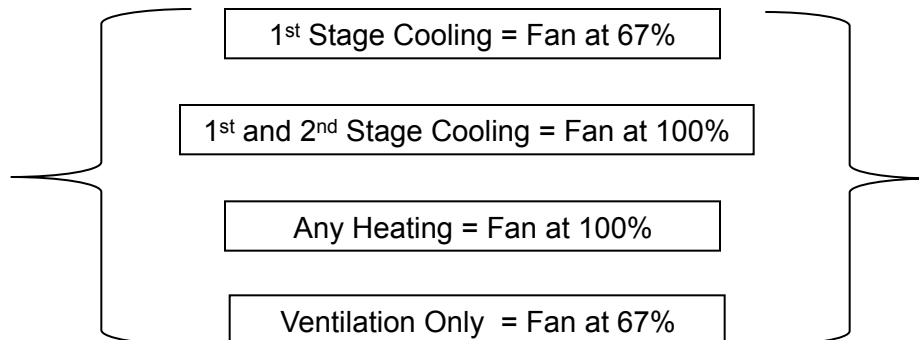 1st Stage Cooling = Fan at 67%
1st and 2nd Stage Cooling = Fan at 100%
Any Heating = Fan at 100%
Ventilation Only  = Fan at 67%